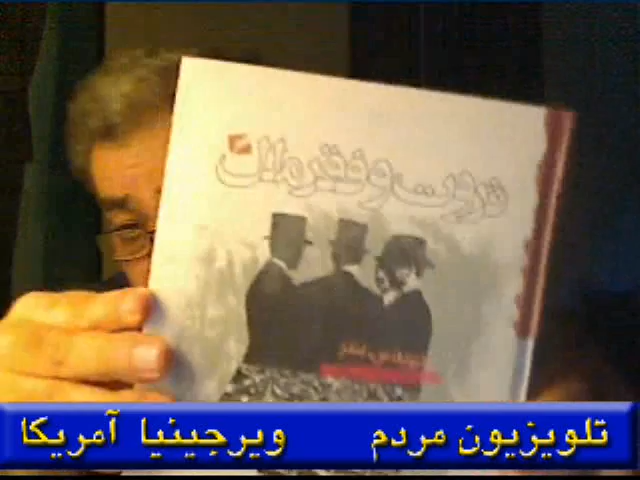 ثروت و فقر ملل
تلویزیون مردم ویرجینیا آمریکا